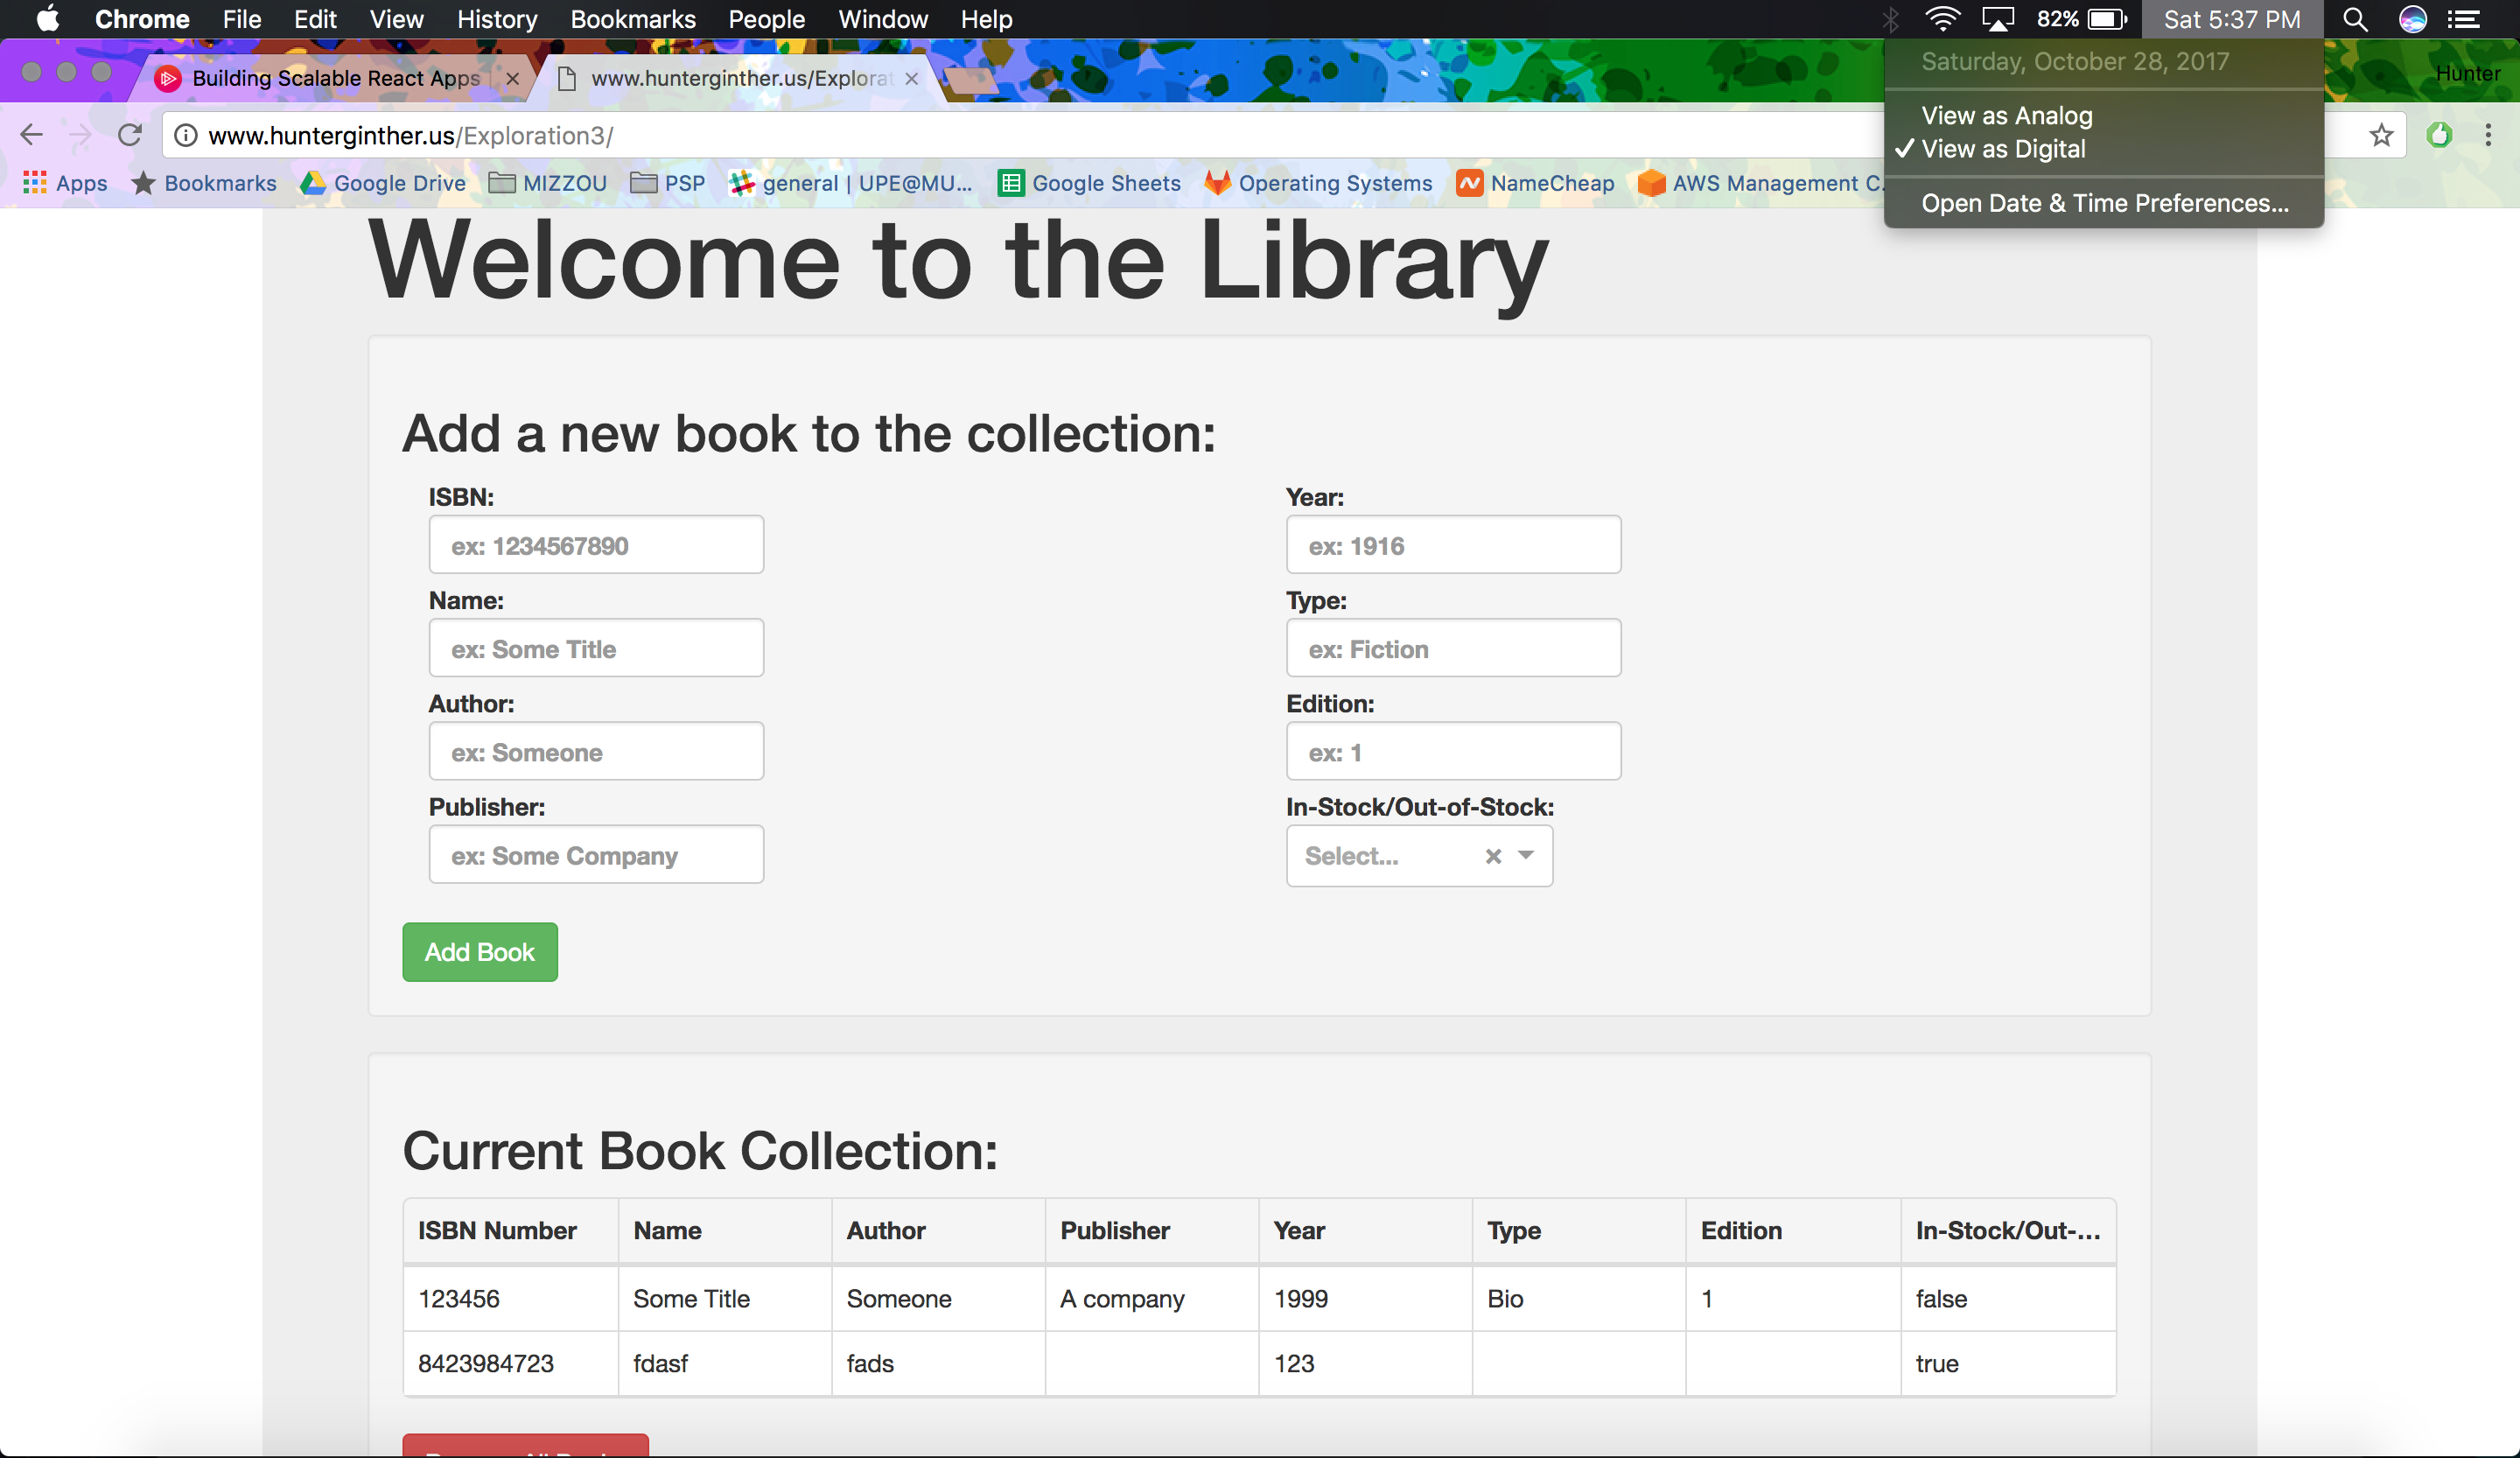 Chrome File Edit View History Bookmarks People Window Help 82% Sat 5:37 PM
Saturday, October 28, 2017
View as Analog
✓ View as Digital
Open Date & Time Preferences...
Building Scalable React Apps
www.hunterginther.us/Explorat
Hunter
www.hunterginther.us/Exploration3/
Apps Bookmarks Google Drive MIZZOU PSP general | UPE@MU... Google Sheets Operating Systems NameCheap AWS Management C.
Welcome to the Library
Add a new book to the collection:
ISBN:
ex: 1234567890
Name:
ex: Some Title
Author:
ex: Someone
Publisher:
ex: Some Company
Year:
ex: 1916
Type:
ex: Fiction
Edition:
ex: 1
In-Stock/Out-of-Stock:
Select...
Add Book
Current Book Collection:
ISBN Number Name Author Publisher Year Type Edition In-Stock/Out-...
123456 Some Title Someone A company 1999 Bio 1 false
8423984723 fdasf fads 123 true